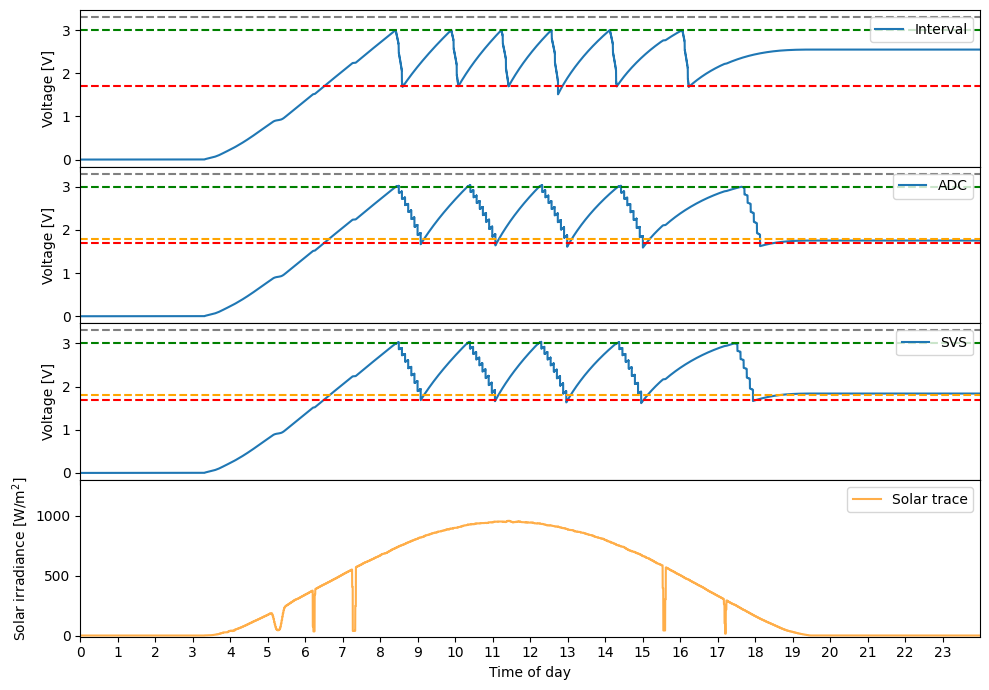 Voltage [V]
3
2
1
0
Interval
Voltage [V]
3
2
1
0
ADC
Voltage [V]
3
2
1
0
SVS
Solar irradiance [W/m²]
1000
500
0
Solar trace
0 1 2 3 4 5 6 7 8 9 10 11 12 13 14 15 16 17 18 19 20 21 22 23
Time of day